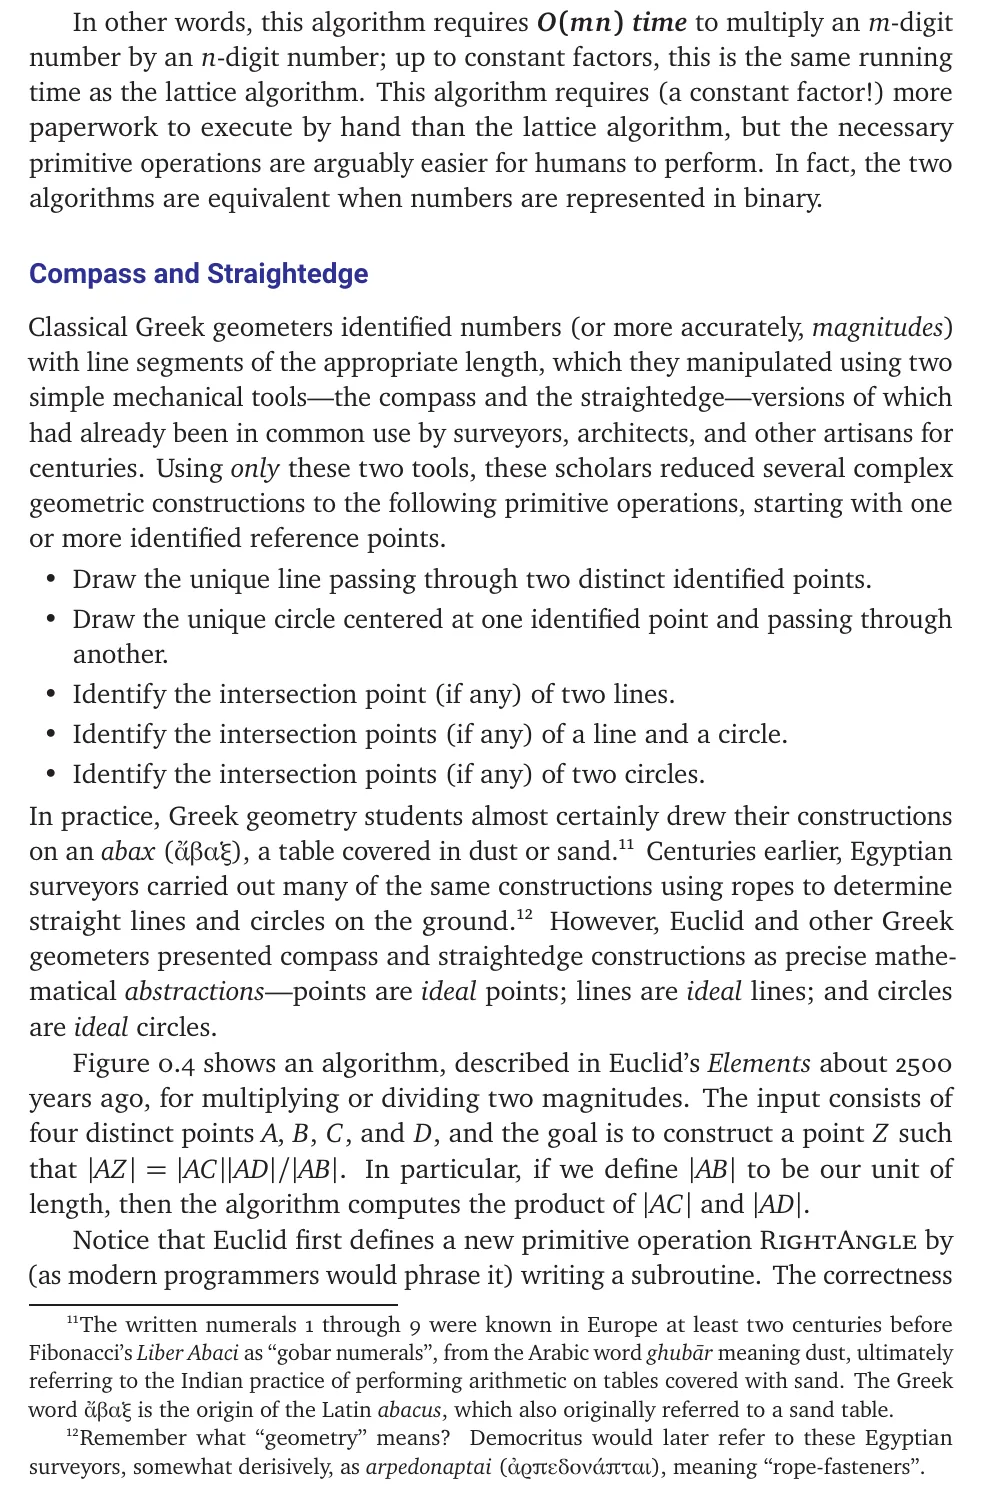 In other words, this algorithm requires O(mn) time to multiply an m-digit
number by an n-digit number; up to constant factors, this is the same running
time as the lattice algorithm. This algorithm requires (a constant factor!) more
paperwork to execute by hand than the lattice algorithm, but the necessary
primitive operations are arguably easier for humans to perform. In fact, the two
algorithms are equivalent when numbers are represented in binary.
Compass and Straightedge
Classical Greek geometers identified numbers (or more accurately, magnitudes)
with line segments of the appropriate length, which they manipulated using two
simple mechanical tools—the compass and the straightedge—versions of which
had already been in common use by surveyors, architects, and other artisans for
centuries. Using only these two tools, these scholars reduced several complex
geometric constructions to the following primitive operations, starting with one
or more identified reference points.
• Draw the unique line passing through two distinct identified points.
• Draw the unique circle centered at one identified point and passing through
another.
• Identify the intersection point (if any) of two lines.
• Identify the intersection points (if any) of a line and a circle.
• Identify the intersection points (if any) of two circles.
In practice, Greek geometry students almost certainly drew their constructions
on an abax (ἄβαξ), a table covered in dust or sand.¹¹ Centuries earlier, Egyptian
surveyors carried out many of the same constructions using ropes to determine
straight lines and circles on the ground.¹² However, Euclid and other Greek
geometers presented compass and straightedge constructions as precise mathe-
matical abstractions—points are ideal points; lines are ideal lines; and circles
are ideal circles.
Figure 0.4 shows an algorithm, described in Euclid's Elements about 2500
years ago, for multiplying or dividing two magnitudes. The input consists of
four distinct points A, B, C, and D, and the goal is to construct a point Z such
that |AZ| = |AC||AD|/|AB|. In particular, if we define |AB| to be our unit of
length, then the algorithm computes the product of |AC| and |AD|.
Notice that Euclid first defines a new primitive operation RIGHTANGLE by
(as modern programmers would phrase it) writing a subroutine. The correctness
¹¹The written numerals 1 through 9 were known in Europe at least two centuries before
Fibonacci's Liber Abaci as “gobar numerals”, from the Arabic word ghubār meaning dust, ultimately
referring to the Indian practice of performing arithmetic on tables covered with sand. The Greek
word ἄβαξ is the origin of the Latin abacus, which also originally referred to a sand table.
¹²Remember what “geometry” means? Democritus would later refer to these Egyptian
surveyors, somewhat derisively, as arpedonaptai (ἀρπεδονάπται), meaning “rope-fasteners”.